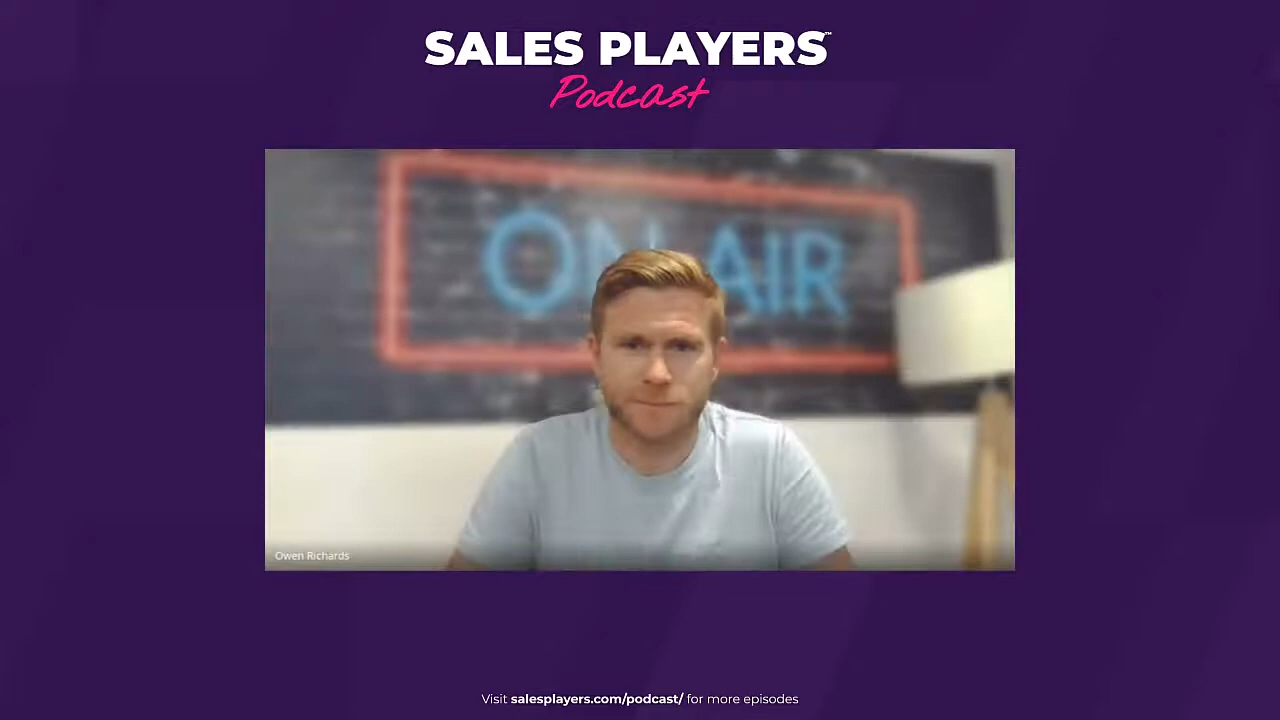 SALES PLAYERS™
Podcast
ON AIR
Owen Richards
Visit salesplayers.com/podcast/ for more episodes